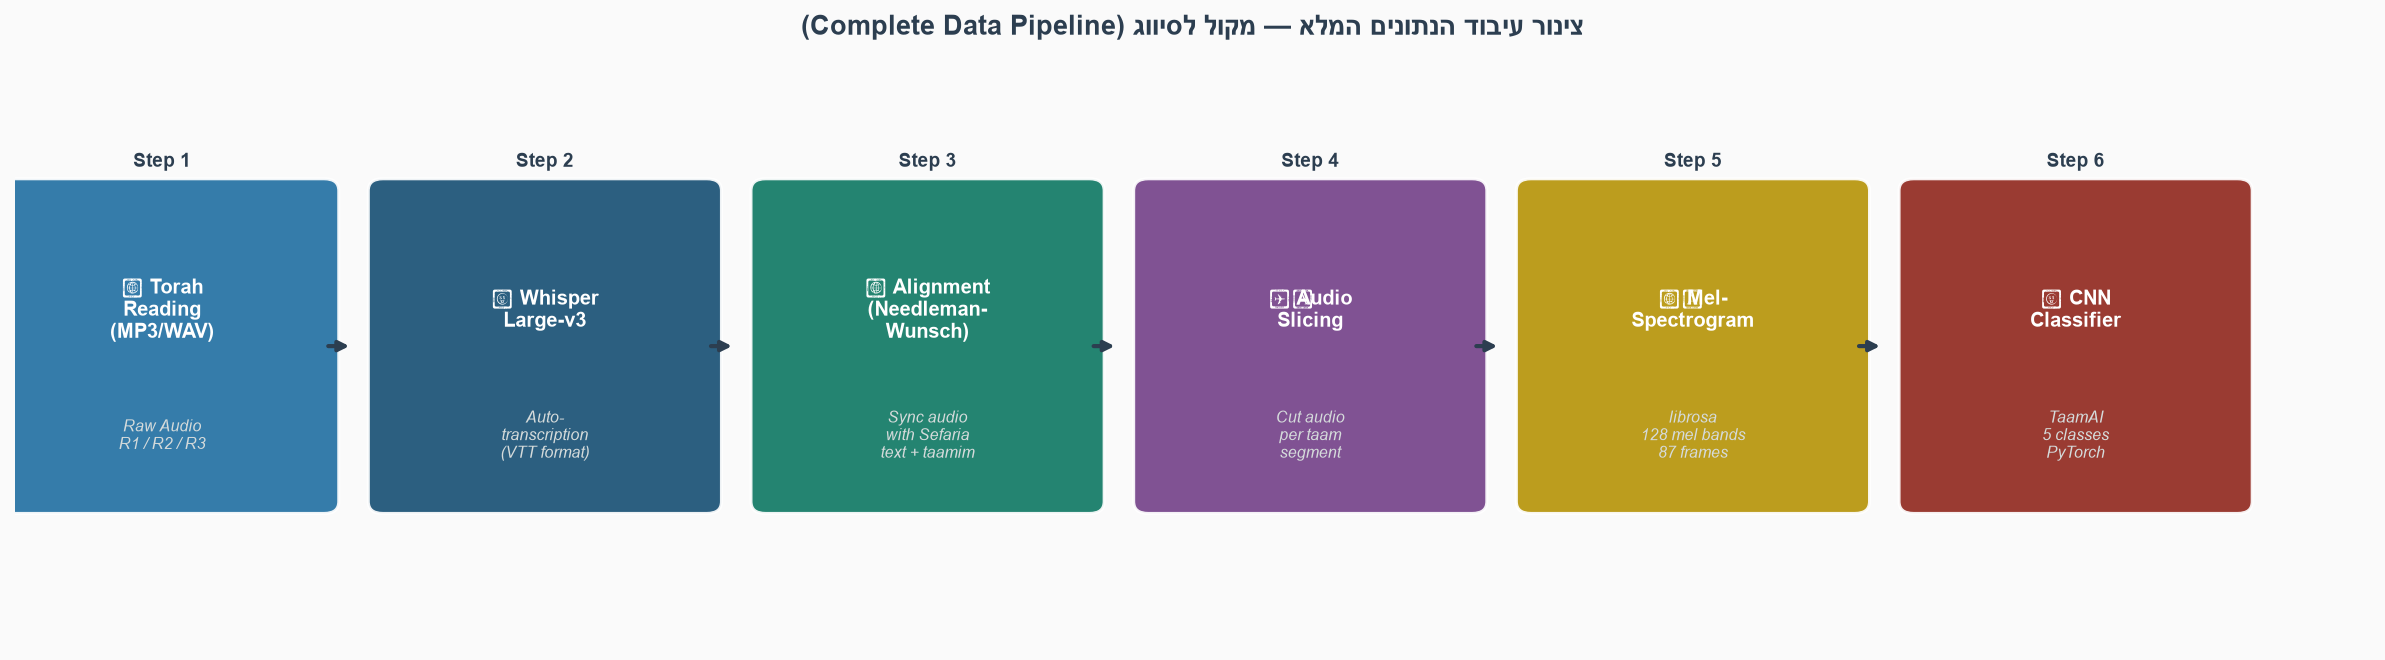 צינור עיבוד הנתונים המלא — מקול לסיווג (Complete Data Pipeline)
Step 1
Torah
Reading
(MP3/WAV)
Raw Audio
R1 / R2 / R3
Step 2
Whisper
Large-v3
Auto-
transcription
(VTT format)
Step 3
Alignment
(Needleman-
Wunsch)
Sync audio
with Sefaria
text + taamim
Step 4
Audio
Slicing
Cut audio
per taam
segment
Step 5
Mel-
Spectrogram
librosa
128 mel bands
87 frames
Step 6
CNN
Classifier
TaamAI
5 classes
PyTorch